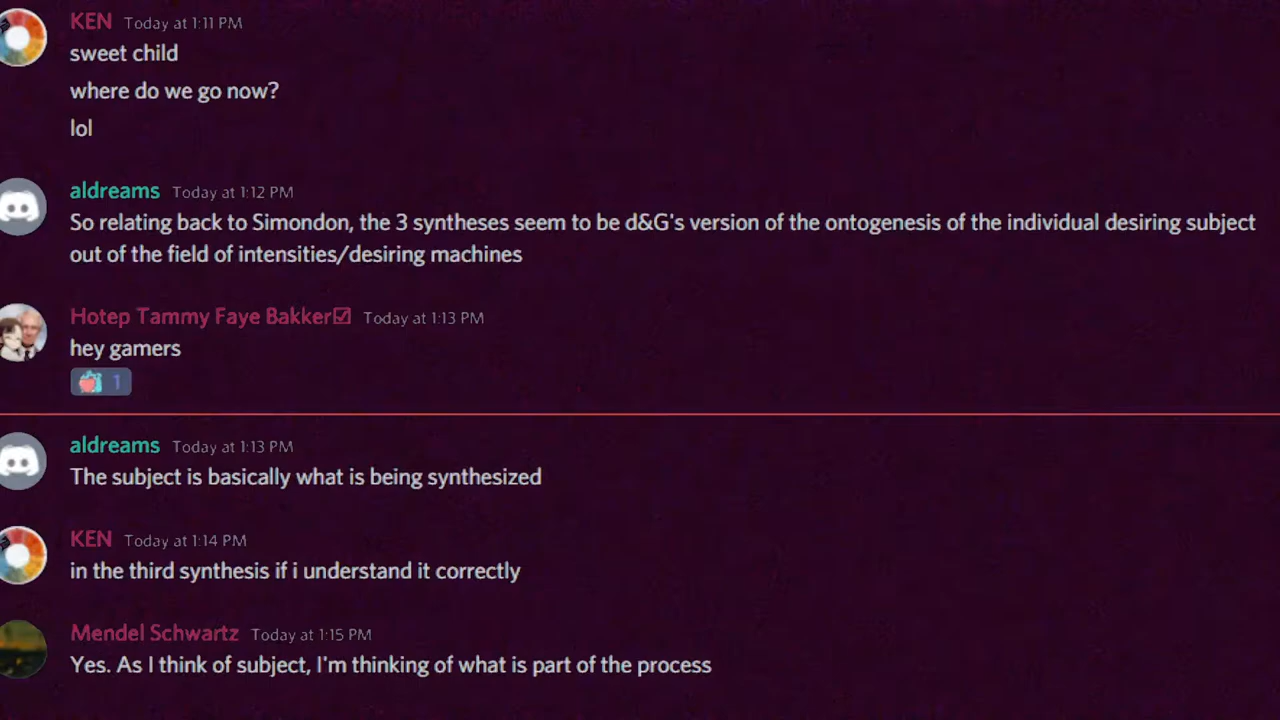 KEN Today at 1:11 PM
sweet child
where do we go now?
lol
aldreams Today at 1:12 PM
So relating back to Simondon, the 3 syntheses seem to be d&G's version of the ontogenesis of the individual desiring subject
out of the field of intensities/desiring machines
Hotep Tammy Faye Bakker☑ Today at 1:13 PM
hey gamers
1
aldreams Today at 1:13 PM
The subject is basically what is being synthesized
KEN Today at 1:14 PM
in the third synthesis if i understand it correctly
Mendel Schwartz Today at 1:15 PM
Yes. As I think of subject, I'm thinking of what is part of the process